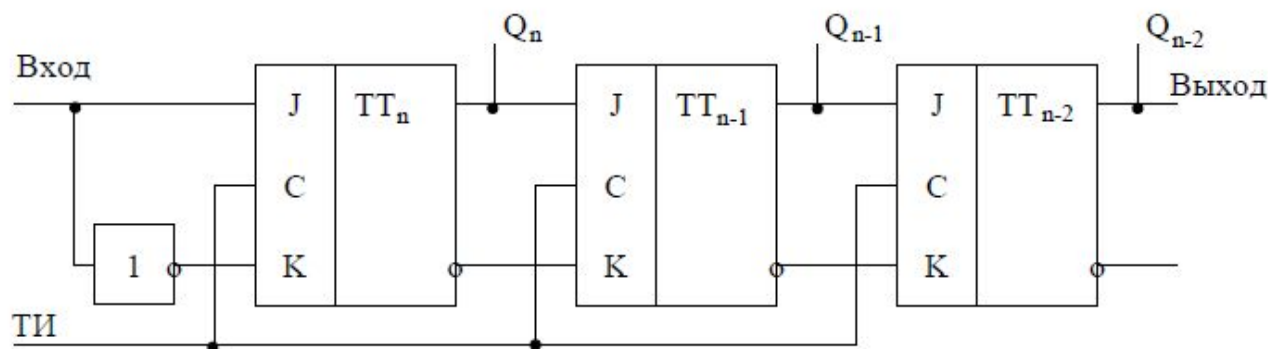 Qₙ
Qₙ₋₁
Qₙ₋₂
Вход
Выход
J TTₙ
J TTₙ₋₁
J TTₙ₋₂
C
C
C
1
K
K
K
ТИ